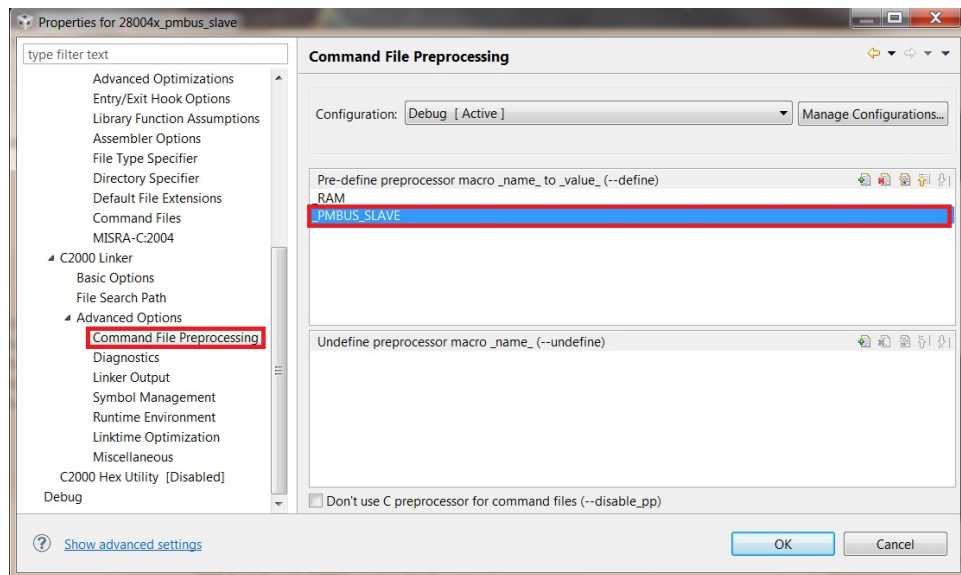 Properties for 28004x_pmbus_slave
type filter text
Advanced Optimizations
Entry/Exit Hook Options
Library Function Assumptions
Assembler Options
File Type Specifier
Directory Specifier
Default File Extensions
Command Files
MISRA-C:2004
C2000 Linker
Basic Options
File Search Path
Advanced Options
Command File Preprocessing
Diagnostics
Linker Output
Symbol Management
Runtime Environment
Linktime Optimization
Miscellaneous
C2000 Hex Utility [Disabled]
Debug
Command File Preprocessing
Configuration: Debug [ Active ] Manage Configurations...
Pre-define preprocessor macro _name_ to _value_ (--define)
_RAM
_PMBUS_SLAVE
Undefine preprocessor macro _name_ (--undefine)
Don't use C preprocessor for command files (--disable_pp)
Show advanced settings
OK Cancel